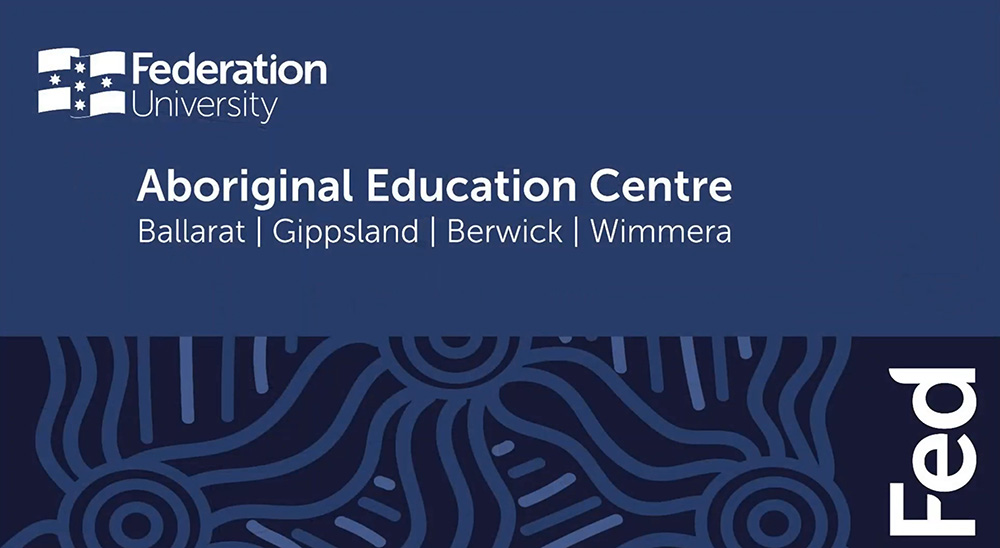 Federation
University
Aboriginal Education Centre
Ballarat | Gippsland | Berwick | Wimmera
Fed